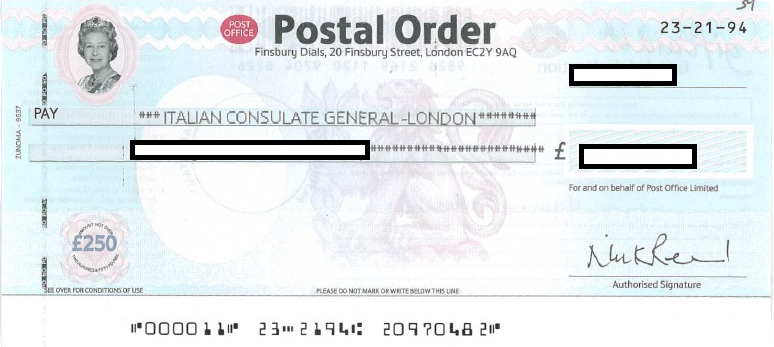 POST OFFICE
Postal Order
Finsbury Dials, 20 Finsbury Street, London EC2Y 9AQ
23-21-94
PAY ***ITALIAN CONSULATE GENERAL-LONDON
£
For and on behalf of Post Office Limited
£250
Authorised Signature
SEE OVER FOR CONDITIONS OF USE
PLEASE DO NOT MARK OR WRITE BELOW THIS LINE
⑈000011⑈ 23⑉2194⑆ 20970482⑈